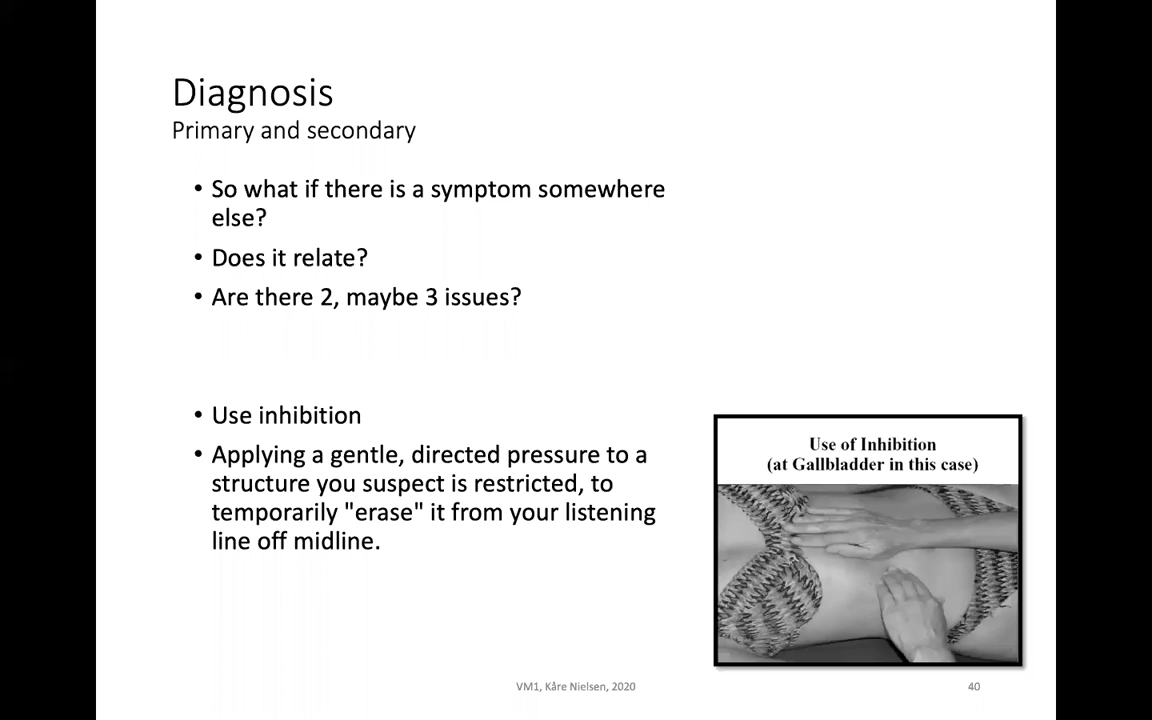 Diagnosis
Primary and secondary
• So what if there is a symptom somewhere
else?
• Does it relate?
• Are there 2, maybe 3 issues?
• Use inhibition
• Applying a gentle, directed pressure to a
structure you suspect is restricted, to
temporarily "erase" it from your listening
line off midline.
Use of Inhibition
(at Gallbladder in this case)
VM1, Kåre Nielsen, 2020
40